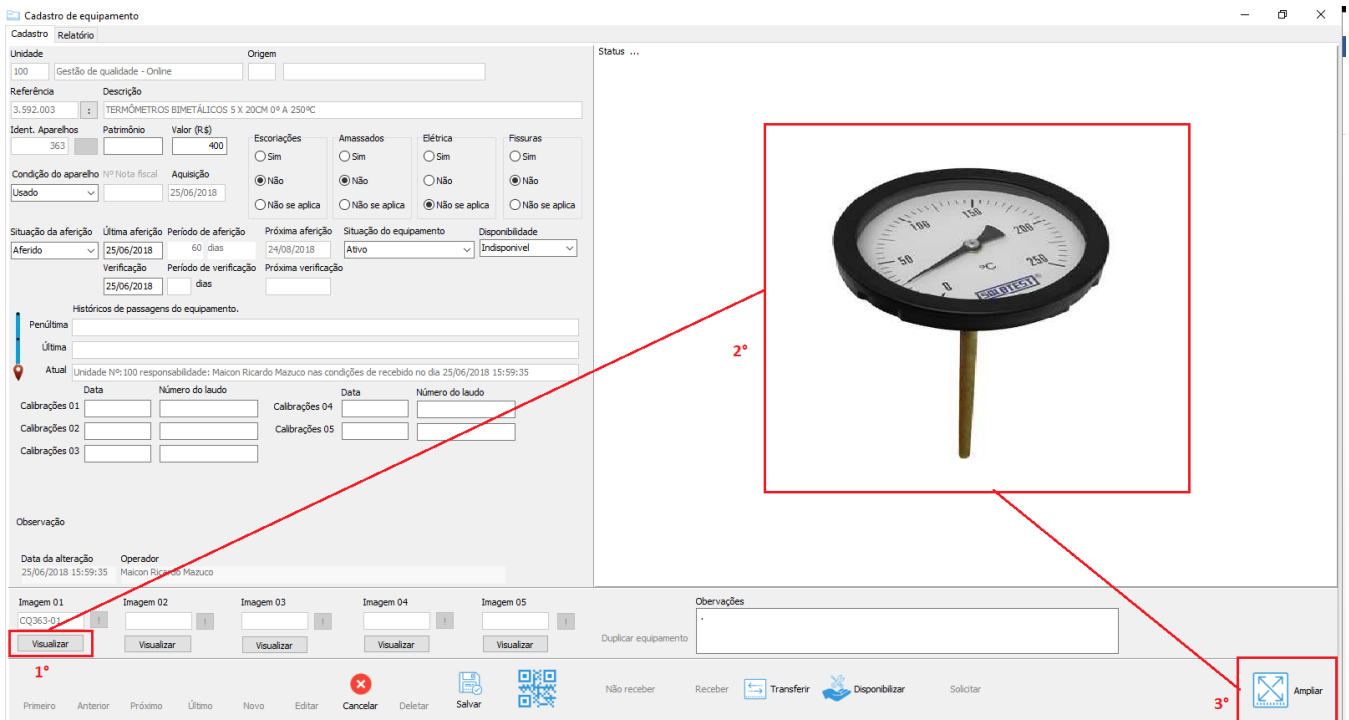 Cadastro de equipamento
Cadastro Relatório
Unidade Origem Status ...
100 Gestão de qualidade - Online
Referência Descrição
3.592.003 : TERMÔMETROS BIMETÁLICOS 5 X 20CM 0º A 250ºC
Ident. Aparelhos Patrimônio Valor (R$)
363 400
Escoriações Amassados Elétrica Fissuras
Sim Sim Sim Sim
Não Não Não Não
Não se aplica Não se aplica Não se aplica Não se aplica
Condição do aparelho Nº Nota fiscal Aquisição
Usado 25/06/2018
Situação da aferição Última aferição Período de aferição Próxima aferição Situação do equipamento Disponibilidade
Aferido 25/06/2018 60 dias 24/08/2018 Ativo Indisponivel
Verificação Período de verificação Próxima verificação
25/06/2018 dias
Históricos de passagens do equipamento.
Penúltima
Última
Atual Unidade Nº:100 responsabilidade: Maicon Ricardo Mazuco nas condições de recebido no dia 25/06/2018 15:59:35
Data Número do laudo Data Número do laudo
Calibrações 01 Calibrações 04
Calibrações 02 Calibrações 05
Calibrações 03
Observação
Data da alteração Operador
25/06/2018 15:59:35 Maicon Ricardo Mazuco
0 50 100 150 200 250
ºC
SOLOTEST
2°
Imagem 01 Imagem 02 Imagem 03 Imagem 04 Imagem 05 Obervações
CQ363-01 ! ! ! ! ! .
Visualizar Visualizar Visualizar Visualizar Visualizar Duplicar equipamento
1°
Primeiro Anterior Próximo Último Novo Editar Cancelar Deletar Salvar Não receber Receber Transferir Disponibilizar Solicitar 3° Ampliar